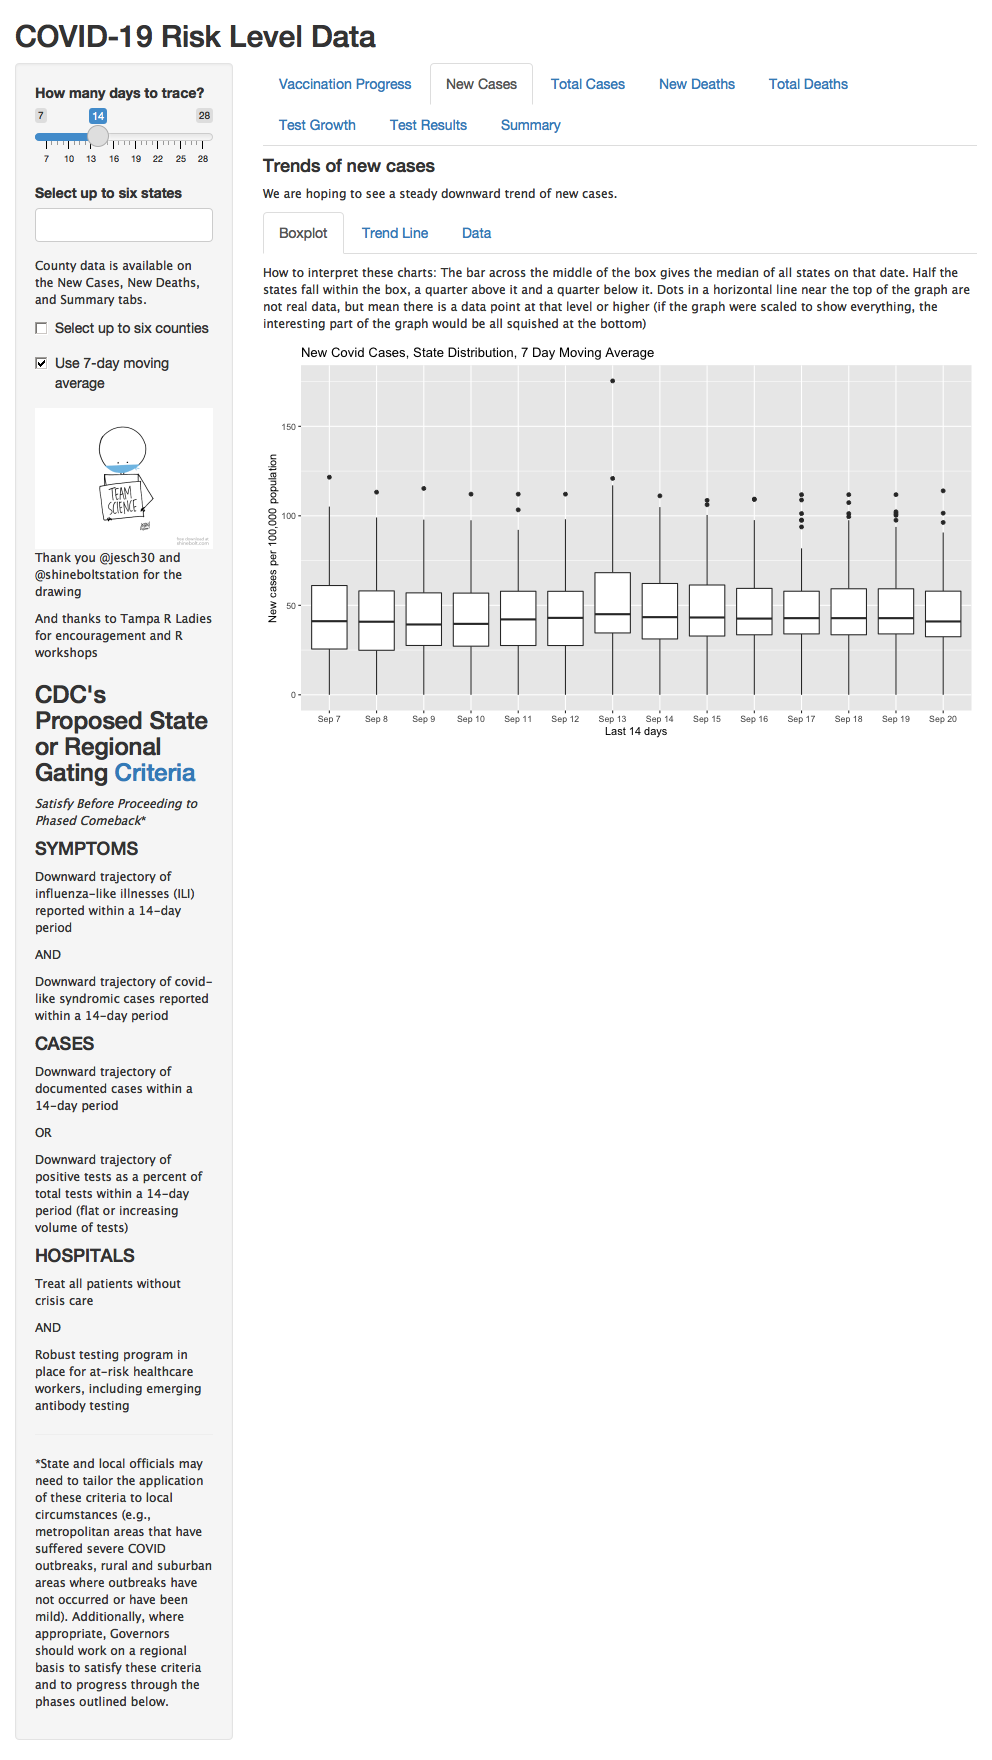 COVID-19 Risk Level Data
How many days to trace?
7
14
28
7 10 13 16 19 22 25 28
Select up to six states
County data is available on
the New Cases, New Deaths,
and Summary tabs.
Select up to six counties
Use 7-day moving
average
TEAM
SCIENCE
Thank you @jesch30 and
@shineboltstation for the
drawing
And thanks to Tampa R Ladies
for encouragement and R
workshops
CDC's
Proposed State
or Regional
Gating Criteria
Satisfy Before Proceeding to
Phased Comeback*
SYMPTOMS
Downward trajectory of
influenza-like illnesses (ILI)
reported within a 14-day
period
AND
Downward trajectory of covid-
like syndromic cases reported
within a 14-day period
CASES
Downward trajectory of
documented cases within a
14-day period
OR
Downward trajectory of
positive tests as a percent of
total tests within a 14-day
period (flat or increasing
volume of tests)
HOSPITALS
Treat all patients without
crisis care
AND
Robust testing program in
place for at-risk healthcare
workers, including emerging
antibody testing
*State and local officials may
need to tailor the application
of these criteria to local
circumstances (e.g.,
metropolitan areas that have
suffered severe COVID
outbreaks, rural and suburban
areas where outbreaks have
not occurred or have been
mild). Additionally, where
appropriate, Governors
should work on a regional
basis to satisfy these criteria
and to progress through the
phases outlined below.
Vaccination Progress New Cases Total Cases New Deaths Total Deaths
Test Growth Test Results Summary
Trends of new cases
We are hoping to see a steady downward trend of new cases.
Boxplot Trend Line Data
How to interpret these charts: The bar across the middle of the box gives the median of all states on that date. Half the
states fall within the box, a quarter above it and a quarter below it. Dots in a horizontal line near the top of the graph are
not real data, but mean there is a data point at that level or higher (if the graph were scaled to show everything, the
interesting part of the graph would be all squished at the bottom)
New Covid Cases, State Distribution, 7 Day Moving Average
New cases per 100,000 population
150
100
50
0
Sep 7 Sep 8 Sep 9 Sep 10 Sep 11 Sep 12 Sep 13 Sep 14 Sep 15 Sep 16 Sep 17 Sep 18 Sep 19 Sep 20
Last 14 days